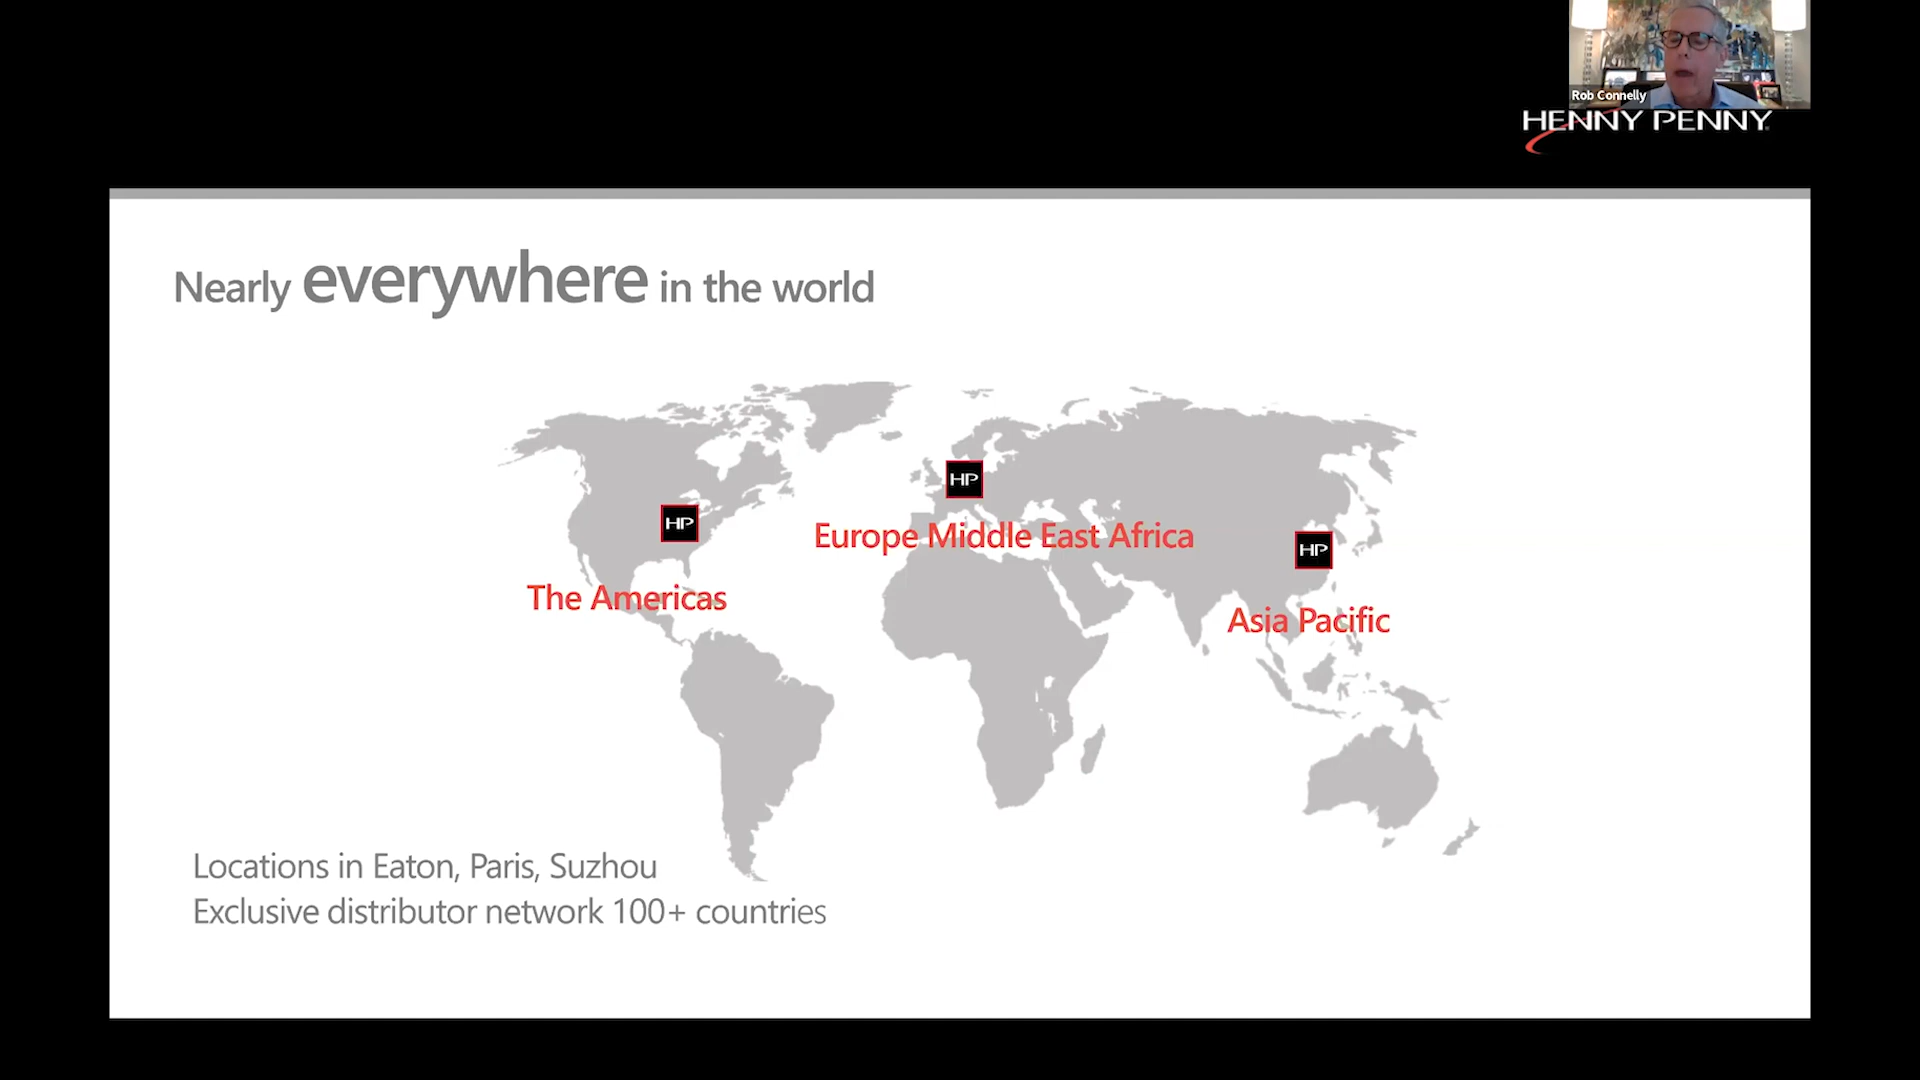 Rob Connelly
HENNY PENNY
Nearly everywhere in the world
HP
HP
Europe Middle East Africa
HP
The Americas
Asia Pacific
Locations in Eaton, Paris, Suzhou
Exclusive distributor network 100+ countries